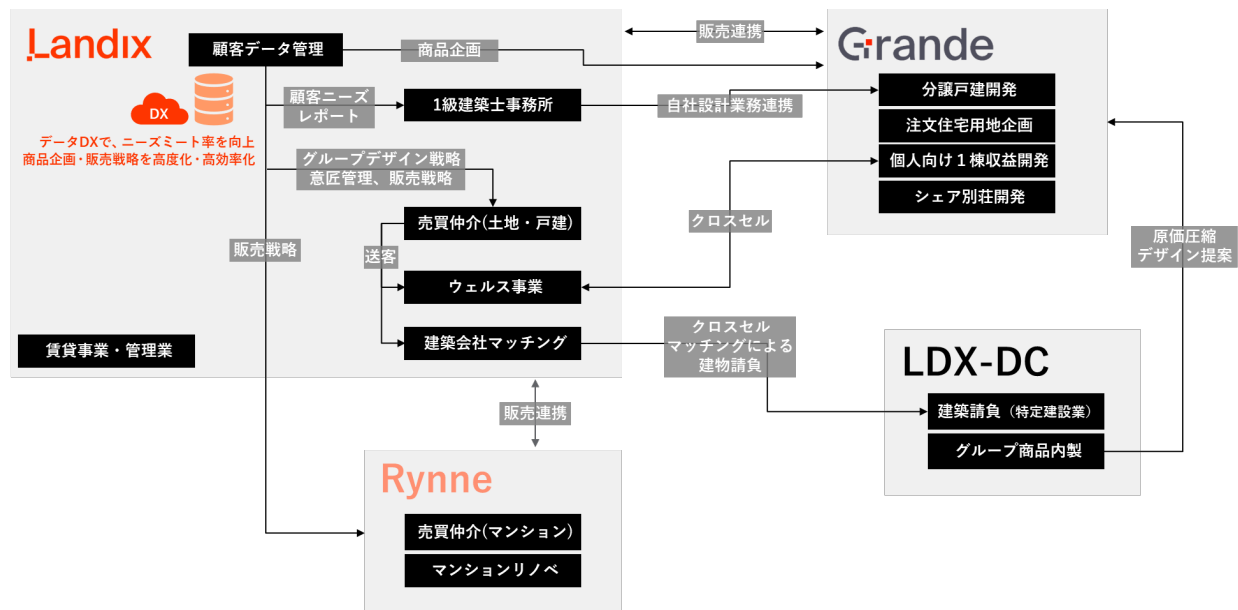 Landix
顧客データ管理
商品企画
販売連携
Grande
DX
データDXで、ニーズミート率を向上
商品企画・販売戦略を高度化・高効率化
顧客ニーズ
レポート
1級建築士事務所
自社設計業務連携
分譲戸建開発
注文住宅用地企画
個人向け１棟収益開発
シェア別荘開発
グループデザイン戦略
意匠管理、販売戦略
売買仲介(土地・戸建)
クロスセル
販売戦略
送客
ウェルス事業
原価圧縮
デザイン提案
建築会社マッチング
賃貸事業・管理業
クロスセル
マッチングによる
建物請負
LDX-DC
建築請負（特定建設業）
グループ商品内製
販売連携
Rynne
売買仲介(マンション)
マンションリノベ